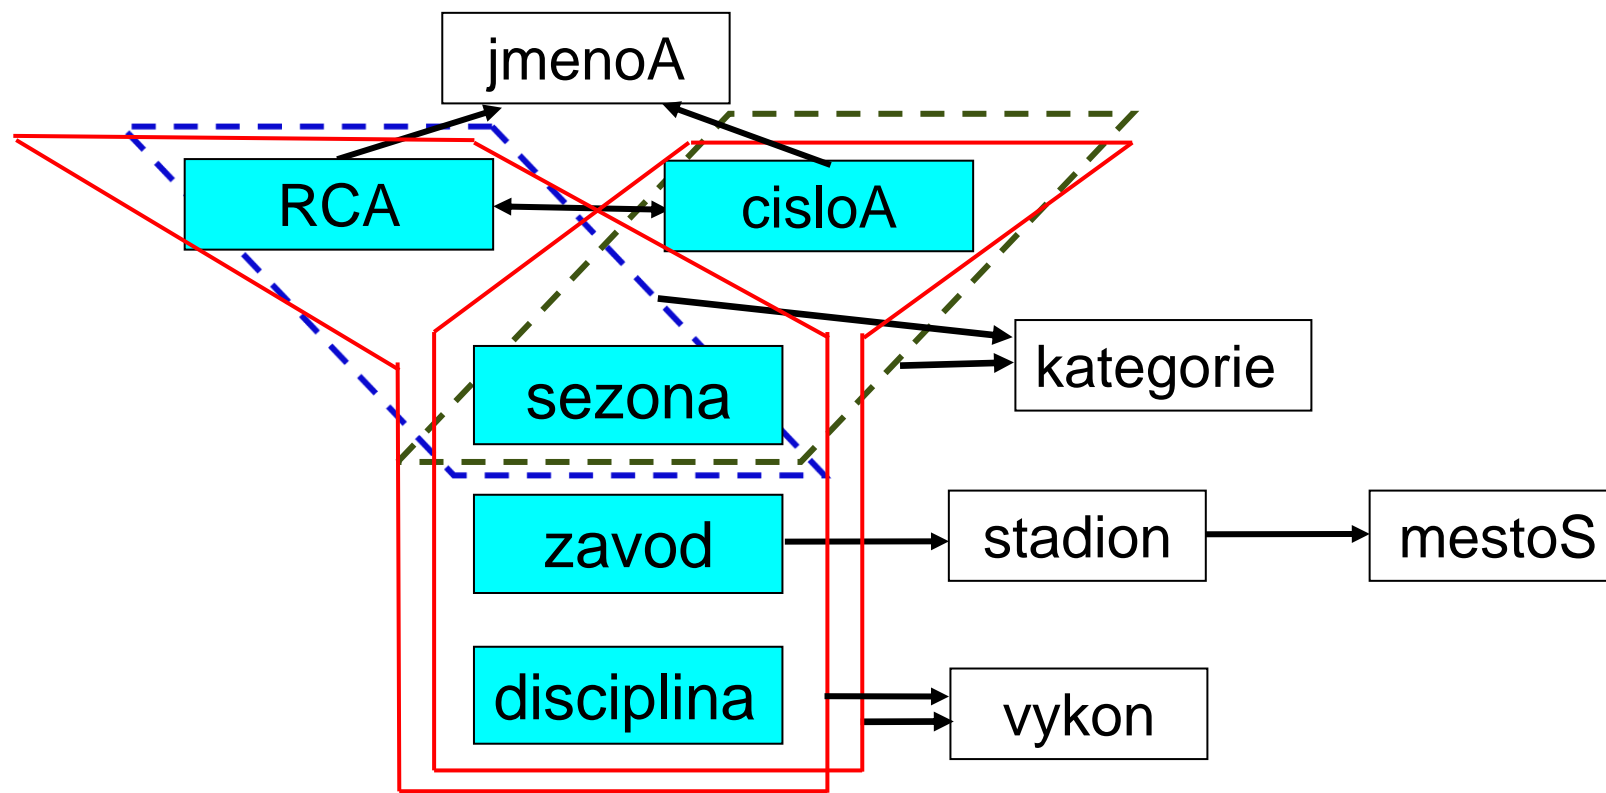 jmenoA
RCA
cisloA
sezona
kategorie
zavod
stadion
mestoS
disciplina
vykon